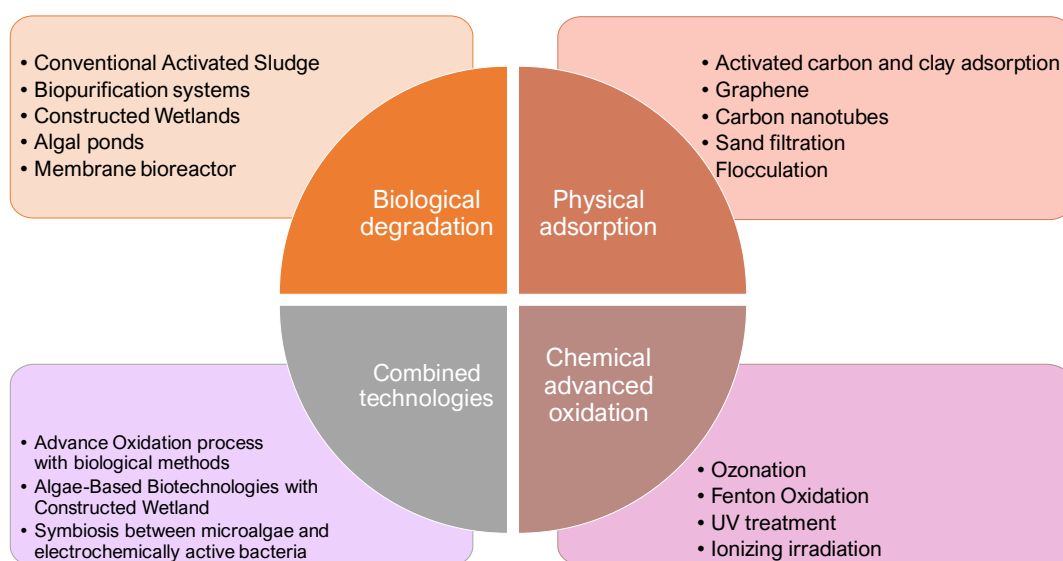 • Conventional Activated Sludge
• Biopurification systems
• Constructed Wetlands
• Algal ponds
• Membrane bioreactor
• Activated carbon and clay adsorption
• Graphene
• Carbon nanotubes
• Sand filtration
Flocculation
Biological
degradation
Physical
adsorption
Combined
technologies
Chemical
advanced
oxidation
• Advance Oxidation process
with biological methods
• Algae-Based Biotechnologies with
Constructed Wetland
• Symbiosis between microalgae and
electrochemically active bacteria
• Ozonation
• Fenton Oxidation
• UV treatment
• Ionizing irradiation